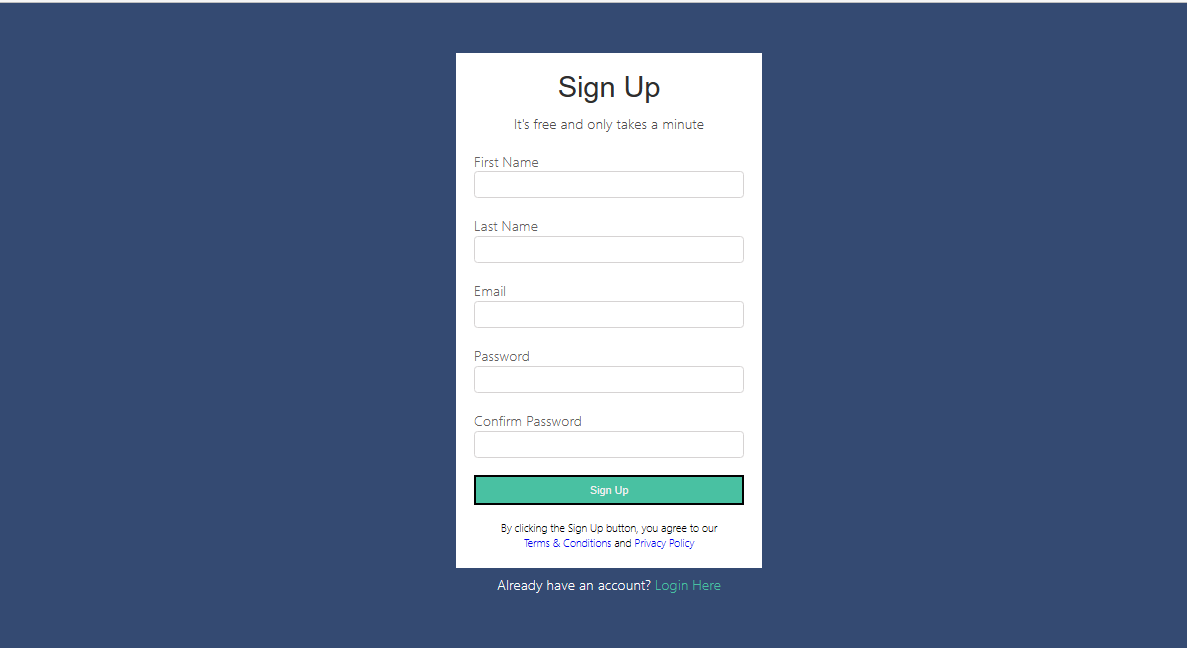 Sign Up
It's free and only takes a minute
First Name
Last Name
Email
Password
Confirm Password
Sign Up
By clicking the Sign Up button, you agree to our
Terms & Conditions and Privacy Policy
Already have an account? Login Here